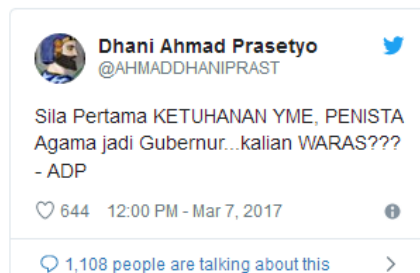 Dhani Ahmad Prasetyo
@AHMADDHANIPRAST
Sila Pertama KETUHANAN YME, PENISTA
Agama jadi Gubernur...kalian WARAS???
- ADP
644 12:00 PM - Mar 7, 2017
1,108 people are talking about this